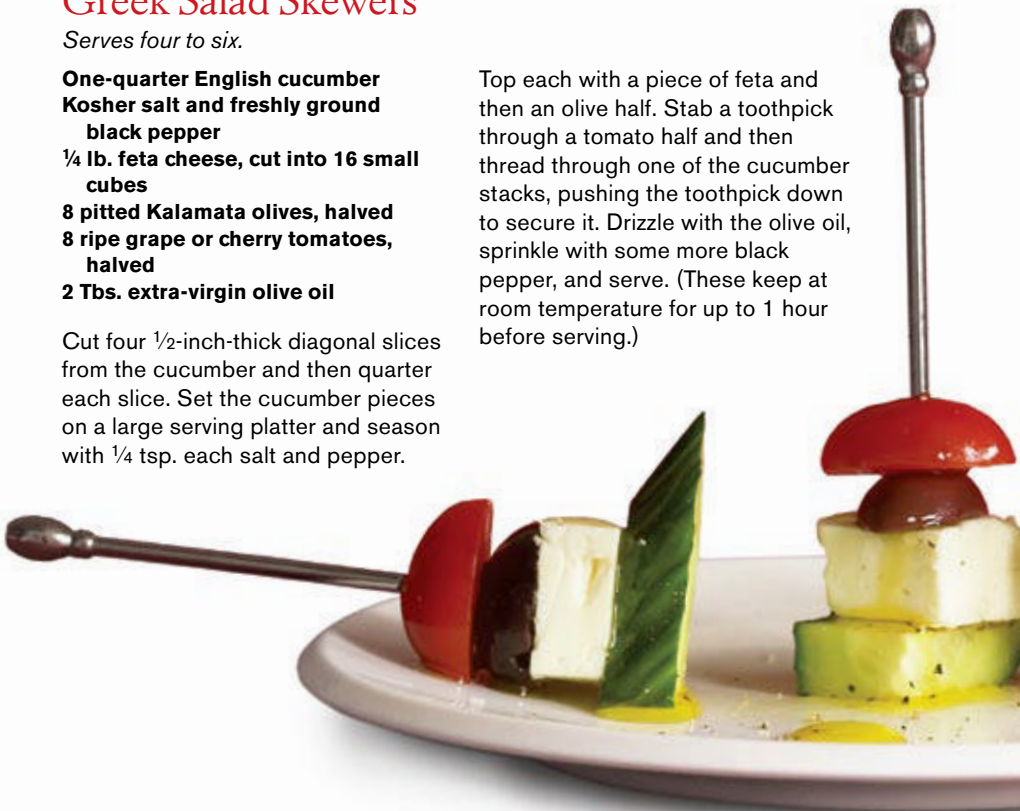 Greek Salad Skewers
Serves four to six.
One-quarter English cucumber
Kosher salt and freshly ground
black pepper
¼ lb. feta cheese, cut into 16 small
cubes
8 pitted Kalamata olives, halved
8 ripe grape or cherry tomatoes,
halved
2 Tbs. extra-virgin olive oil
Cut four ½-inch-thick diagonal slices
from the cucumber and then quarter
each slice. Set the cucumber pieces
on a large serving platter and season
with ¼ tsp. each salt and pepper.
Top each with a piece of feta and
then an olive half. Stab a toothpick
through a tomato half and then
thread through one of the cucumber
stacks, pushing the toothpick down
to secure it. Drizzle with the olive oil,
sprinkle with some more black
pepper, and serve. (These keep at
room temperature for up to 1 hour
before serving.)